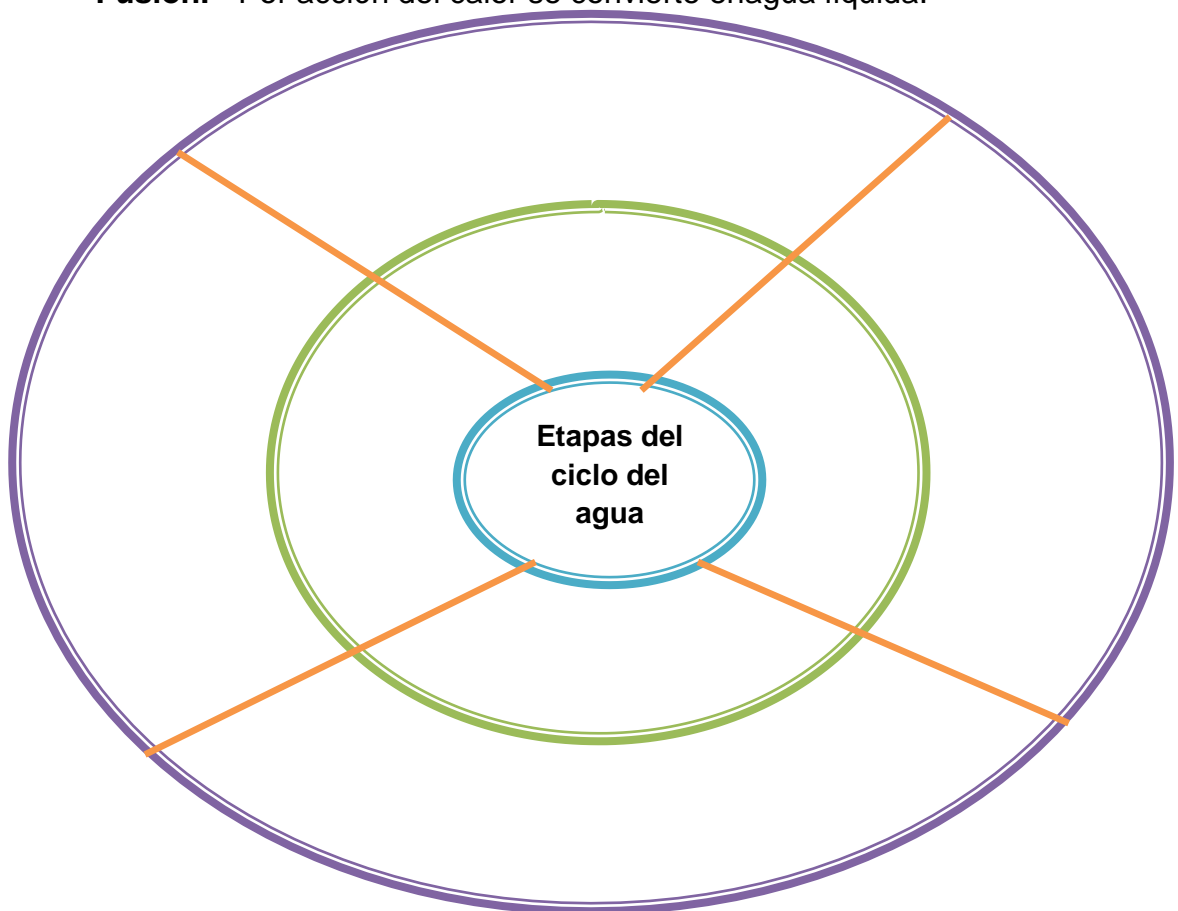 Fusión.- Por acción del calor se convierte enagua líquida.
Etapas del
ciclo del
agua